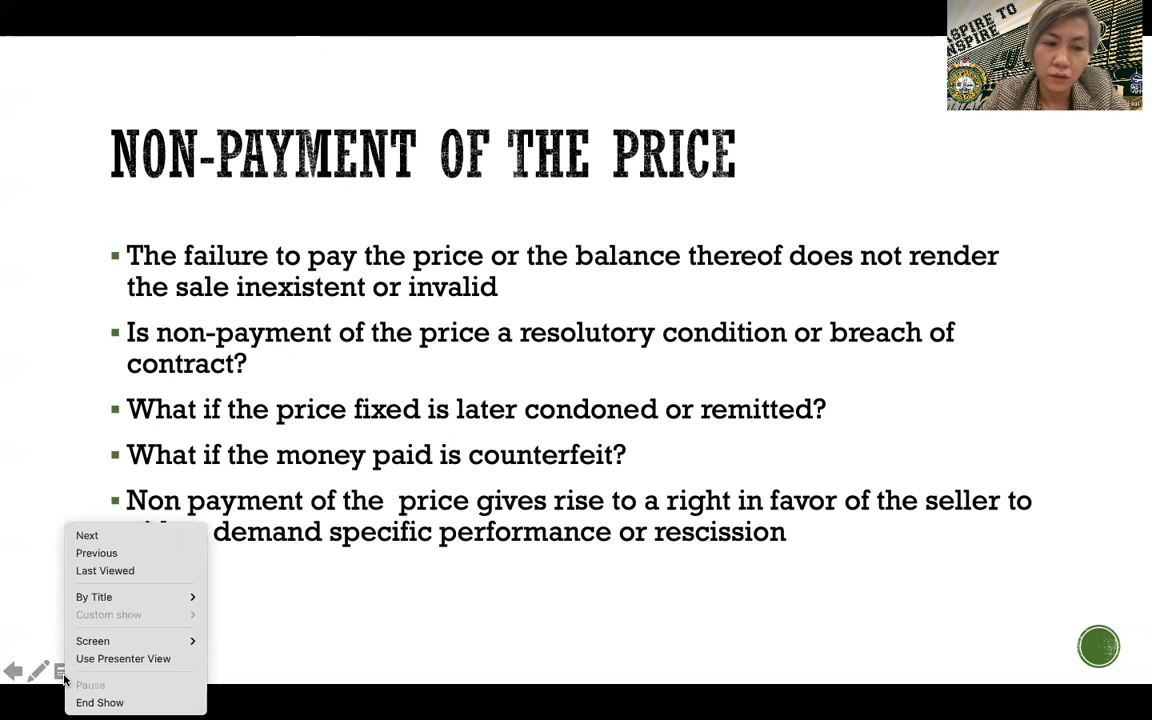 SPIRE TO
NSPIRE
NON-PAYMENT OF THE PRICE
▪ The failure to pay the price or the balance thereof does not render
the sale inexistent or invalid
▪ Is non-payment of the price a resolutory condition or breach of
contract?
▪ What if the price fixed is later condoned or remitted?
▪ What if the money paid is counterfeit?
▪ Non payment of the  price gives rise to a right in favor of the seller to
demand specific performance or rescission
Next
Previous
Last Viewed
By Title
Custom show
Screen
Use Presenter View
Pause
End Show